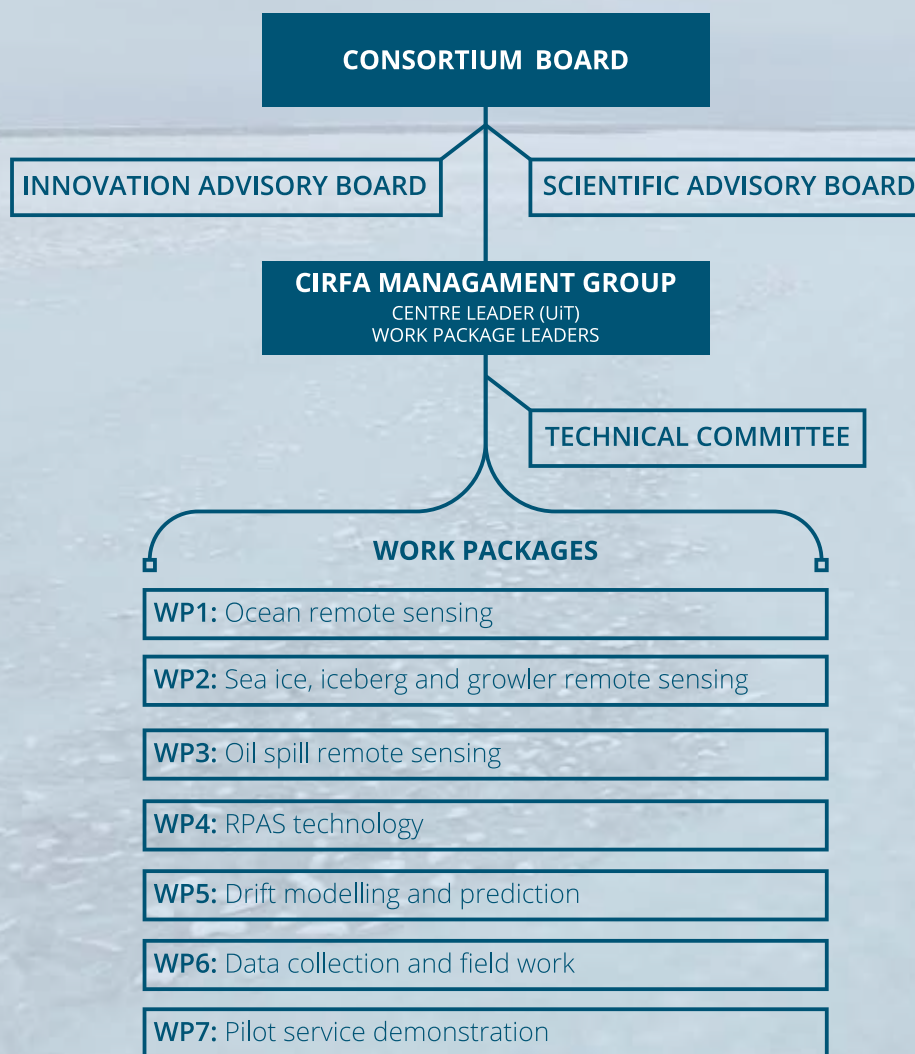 CONSORTIUM BOARD
INNOVATION ADVISORY BOARD
SCIENTIFIC ADVISORY BOARD
CIRFA MANAGAMENT GROUP
CENTRE LEADER (UiT)
WORK PACKAGE LEADERS
TECHNICAL COMMITTEE
WORK PACKAGES
WP1: Ocean remote sensing
WP2: Sea ice, iceberg and growler remote sensing
WP3: Oil spill remote sensing
WP4: RPAS technology
WP5: Drift modelling and prediction
WP6: Data collection and field work
WP7: Pilot service demonstration